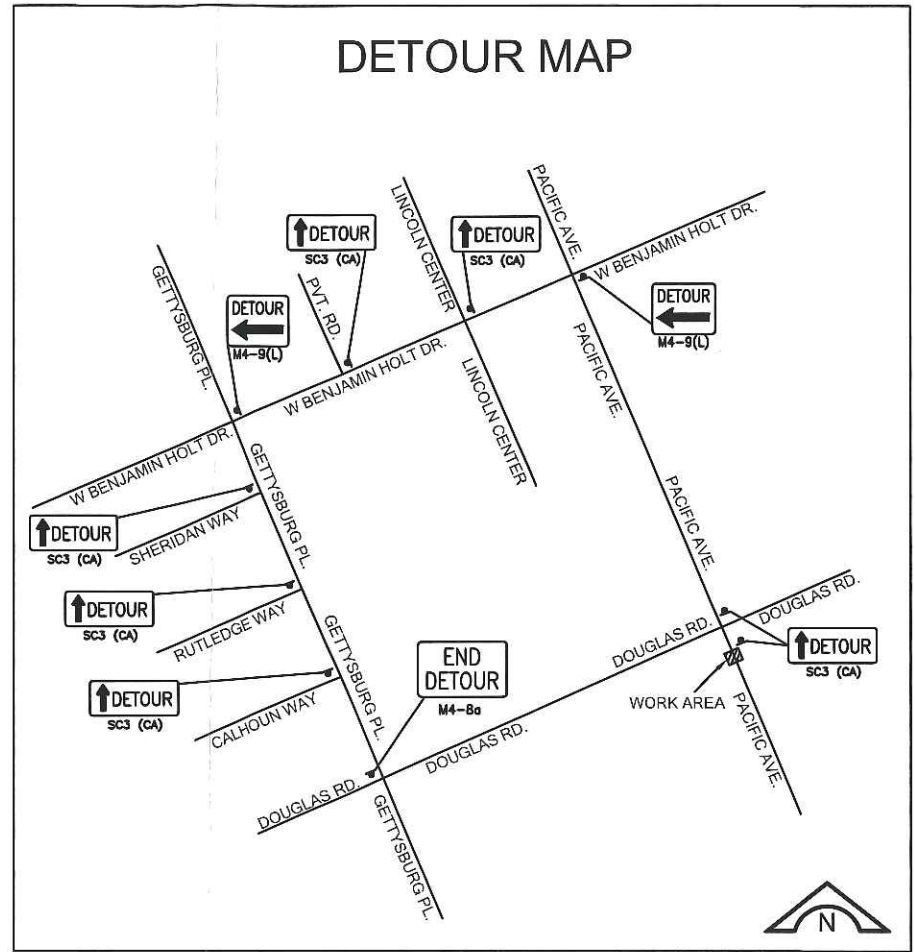 DETOUR MAP
PACIFIC AVE.
LINCOLN CENTER
DETOUR
SC3 (CA)
DETOUR
SC3 (CA)
W BENJAMIN HOLT DR.
GETTYSBURG PL.
PVT. RD.
DETOUR
M4-9(L)
DETOUR
M4-9(L)
W BENJAMIN HOLT DR.
LINCOLN CENTER
PACIFIC AVE.
W BENJAMIN HOLT DR.
GETTYSBURG PL.
PACIFIC AVE.
DETOUR
SC3 (CA)
SHERIDAN WAY
DETOUR
SC3 (CA)
RUTLEDGE WAY
GETTYSBURG PL.
DOUGLAS RD.
DOUGLAS RD.
END
DETOUR
M4-8a
DETOUR
SC3 (CA)
DETOUR
SC3 (CA)
CALHOUN WAY
WORK AREA
DOUGLAS RD.
PACIFIC AVE.
DOUGLAS RD.
GETTYSBURG PL.
N